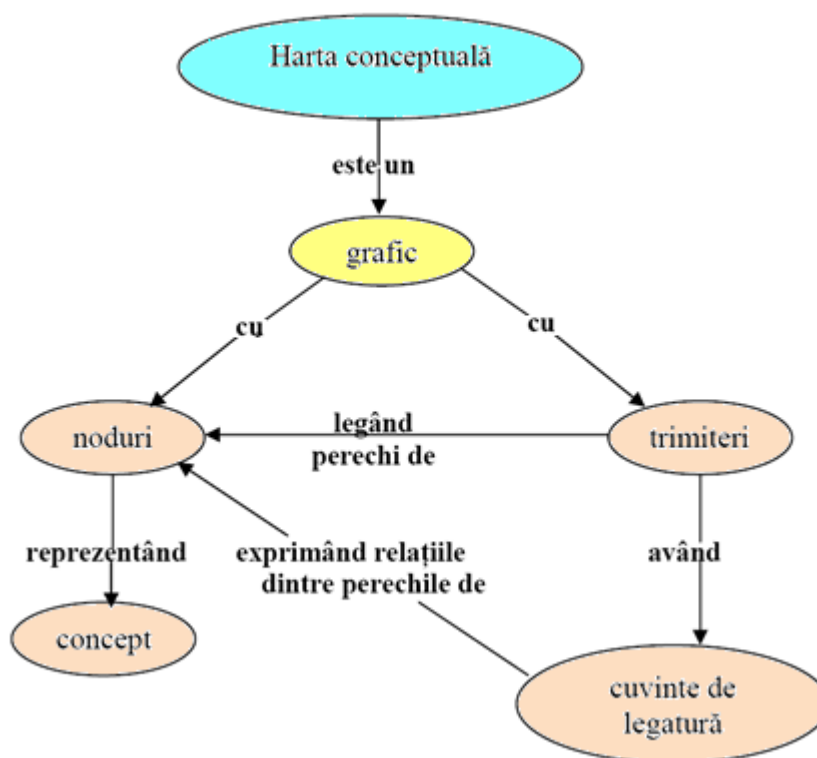 Harta conceptuală
este un
grafic
cu
cu
noduri
legând
perechi de
trimiteri
reprezentând
exprimând relațiile
dintre perechile de
având
concept
cuvinte de
legatură